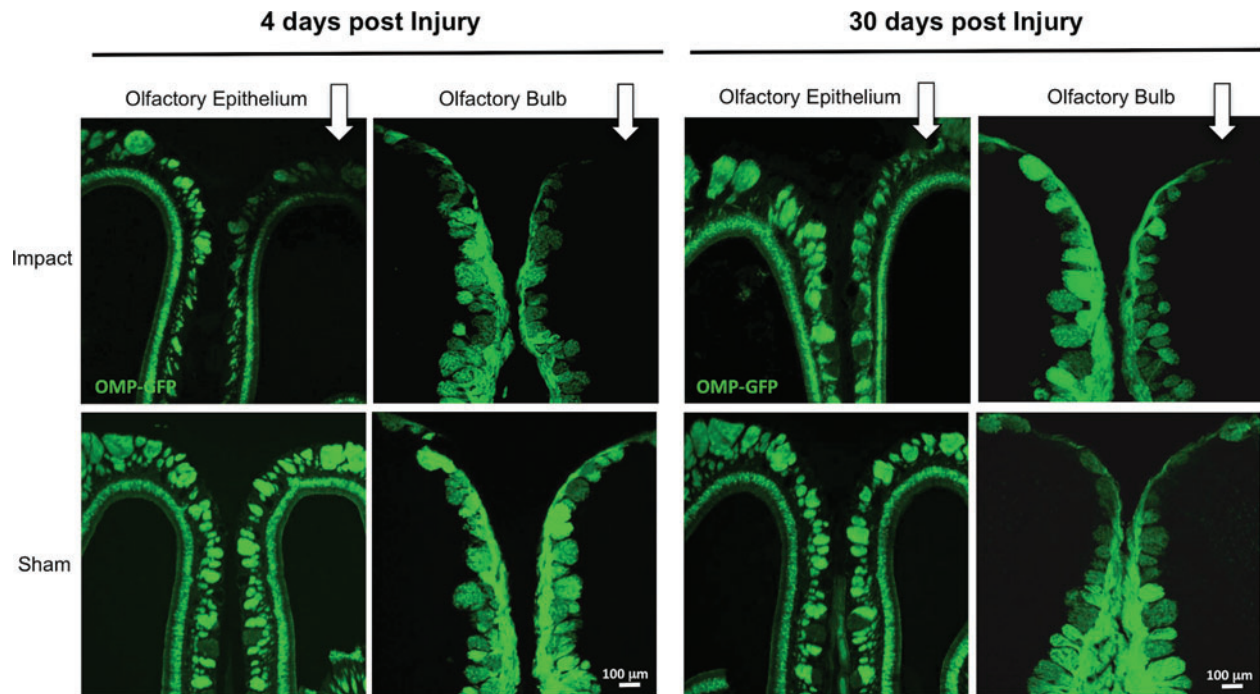 4 days post Injury
30 days post Injury
Olfactory Epithelium
Olfactory Bulb
Olfactory Epithelium
Olfactory Bulb
Impact
OMP-GFP
OMP-GFP
Sham
100 µm
100 µm